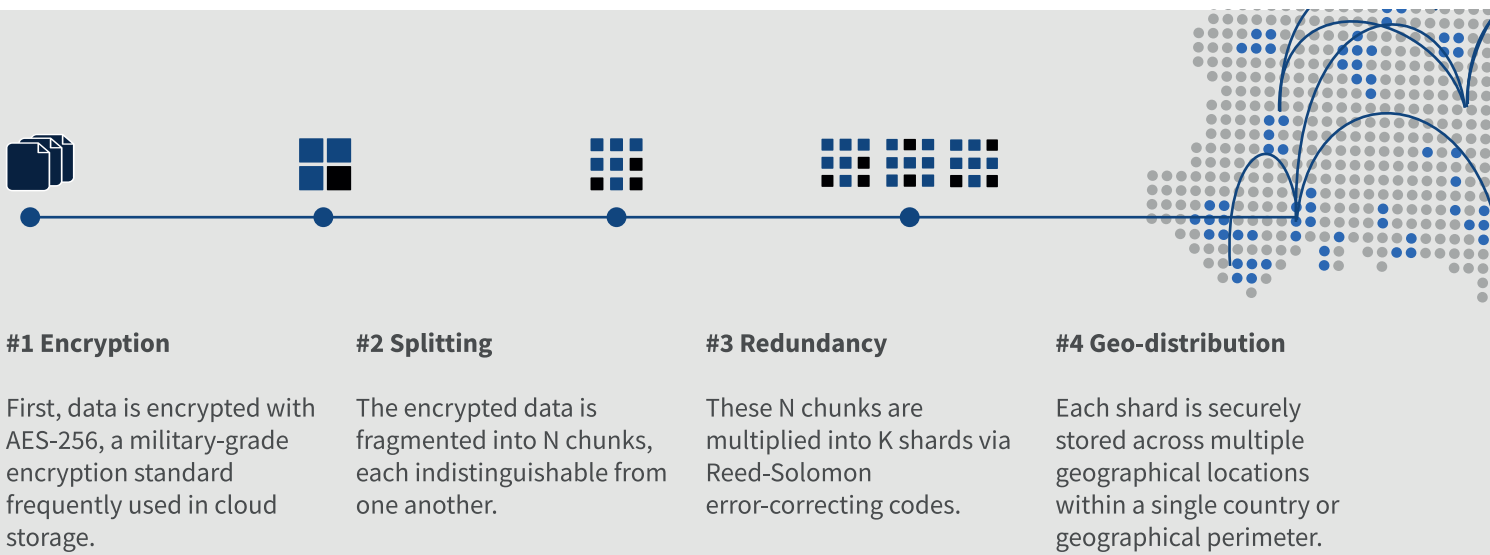 #1 Encryption
First, data is encrypted with
AES-256, a military-grade
encryption standard
frequently used in cloud
storage.
#2 Splitting
The encrypted data is
fragmented into N chunks,
each indistinguishable from
one another.
#3 Redundancy
These N chunks are
multiplied into K shards via
Reed-Solomon
error-correcting codes.
#4 Geo-distribution
Each shard is securely
stored across multiple
geographical locations
within a single country or
geographical perimeter.